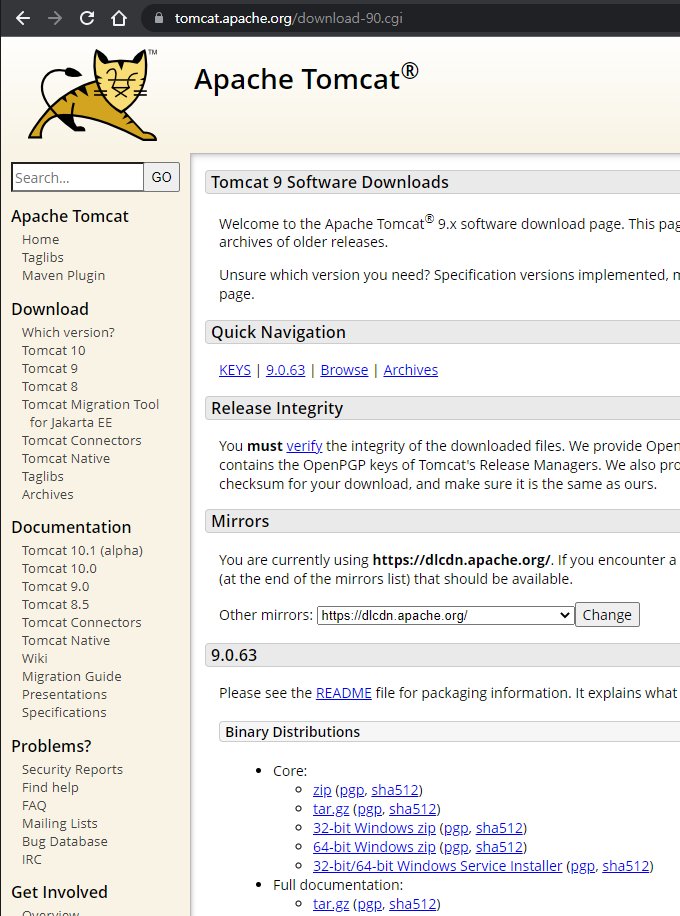 tomcat.apache.org/download-90.cgi
TM
Apache Tomcat®
Search...
GO
Apache Tomcat
Home
Taglibs
Maven Plugin
Download
Which version?
Tomcat 10
Tomcat 9
Tomcat 8
Tomcat Migration Tool
for Jakarta EE
Tomcat Connectors
Tomcat Native
Taglibs
Archives
Documentation
Tomcat 10.1 (alpha)
Tomcat 10.0
Tomcat 9.0
Tomcat 8.5
Tomcat Connectors
Tomcat Native
Wiki
Migration Guide
Presentations
Specifications
Problems?
Security Reports
Find help
FAQ
Mailing Lists
Bug Database
IRC
Get Involved
Overview
Tomcat 9 Software Downloads
Welcome to the Apache Tomcat® 9.x software download page. This pag
archives of older releases.
Unsure which version you need? Specification versions implemented, m
page.
Quick Navigation
KEYS | 9.0.63 | Browse | Archives
Release Integrity
You must verify the integrity of the downloaded files. We provide Open
contains the OpenPGP keys of Tomcat's Release Managers. We also pro
checksum for your download, and make sure it is the same as ours.
Mirrors
You are currently using https://dlcdn.apache.org/. If you encounter a
(at the end of the mirrors list) that should be available.
Other mirrors: https://dlcdn.apache.org/ Change
9.0.63
Please see the README file for packaging information. It explains what
Binary Distributions
Core:
zip (pgp, sha512)
tar.gz (pgp, sha512)
32-bit Windows zip (pgp, sha512)
64-bit Windows zip (pgp, sha512)
32-bit/64-bit Windows Service Installer (pgp, sha512)
Full documentation:
tar.gz (pgp, sha512)